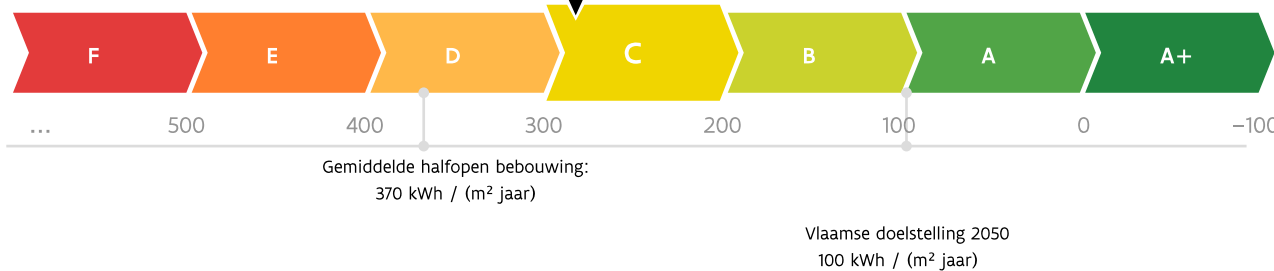 F E D C B A A+
... 500 400 300 200 100 0 −100
Gemiddelde halfopen bebouwing:
370 kWh / (m² jaar)
Vlaamse doelstelling 2050
100 kWh / (m² jaar)